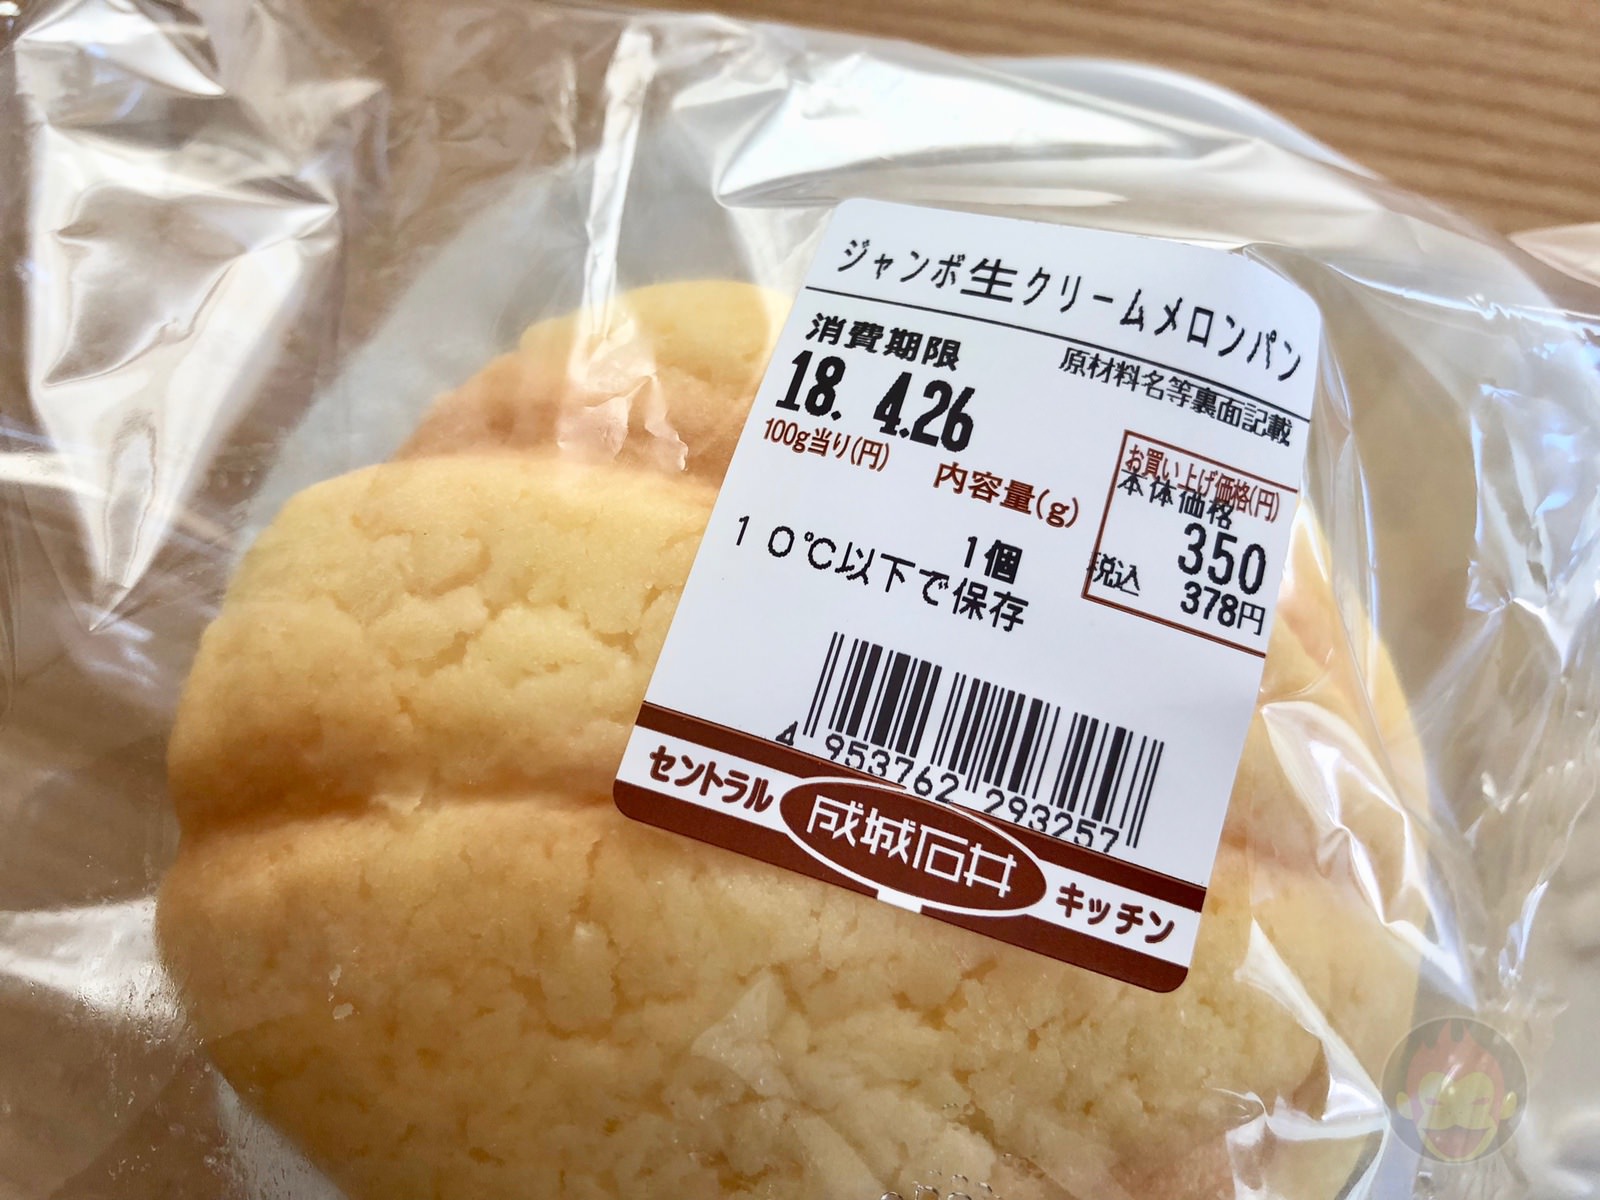 ジャンボ生クリームメロンパン
消費期限
原材料名等裏面記載
18. 4.26
100g当り(円)
内容量(g)
お買い上げ価格(円)
本体価格
350
1個
税込 378円
10℃以下で保存
4 953762 293257
セントラル 成城石井 キッチン